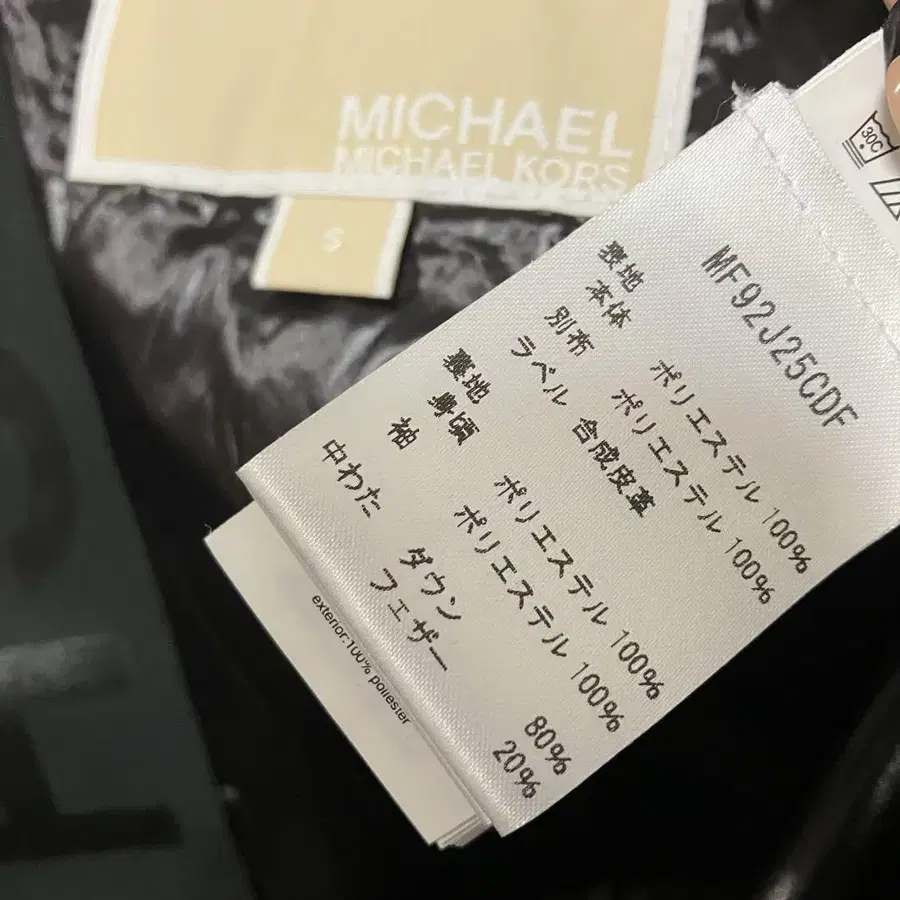 MICHAEL
MICHAEL KORS
S
30C
MF92J25CDF
表地
本体 ポリエステル 100%
別布 ポリエステル 100%
ラベル 合成皮革
裏地
身頃 ポリエステル 100%
袖 ポリエステル 100%
中わた
ダウン 80%
フェザー 20%
exterior:100% poliester